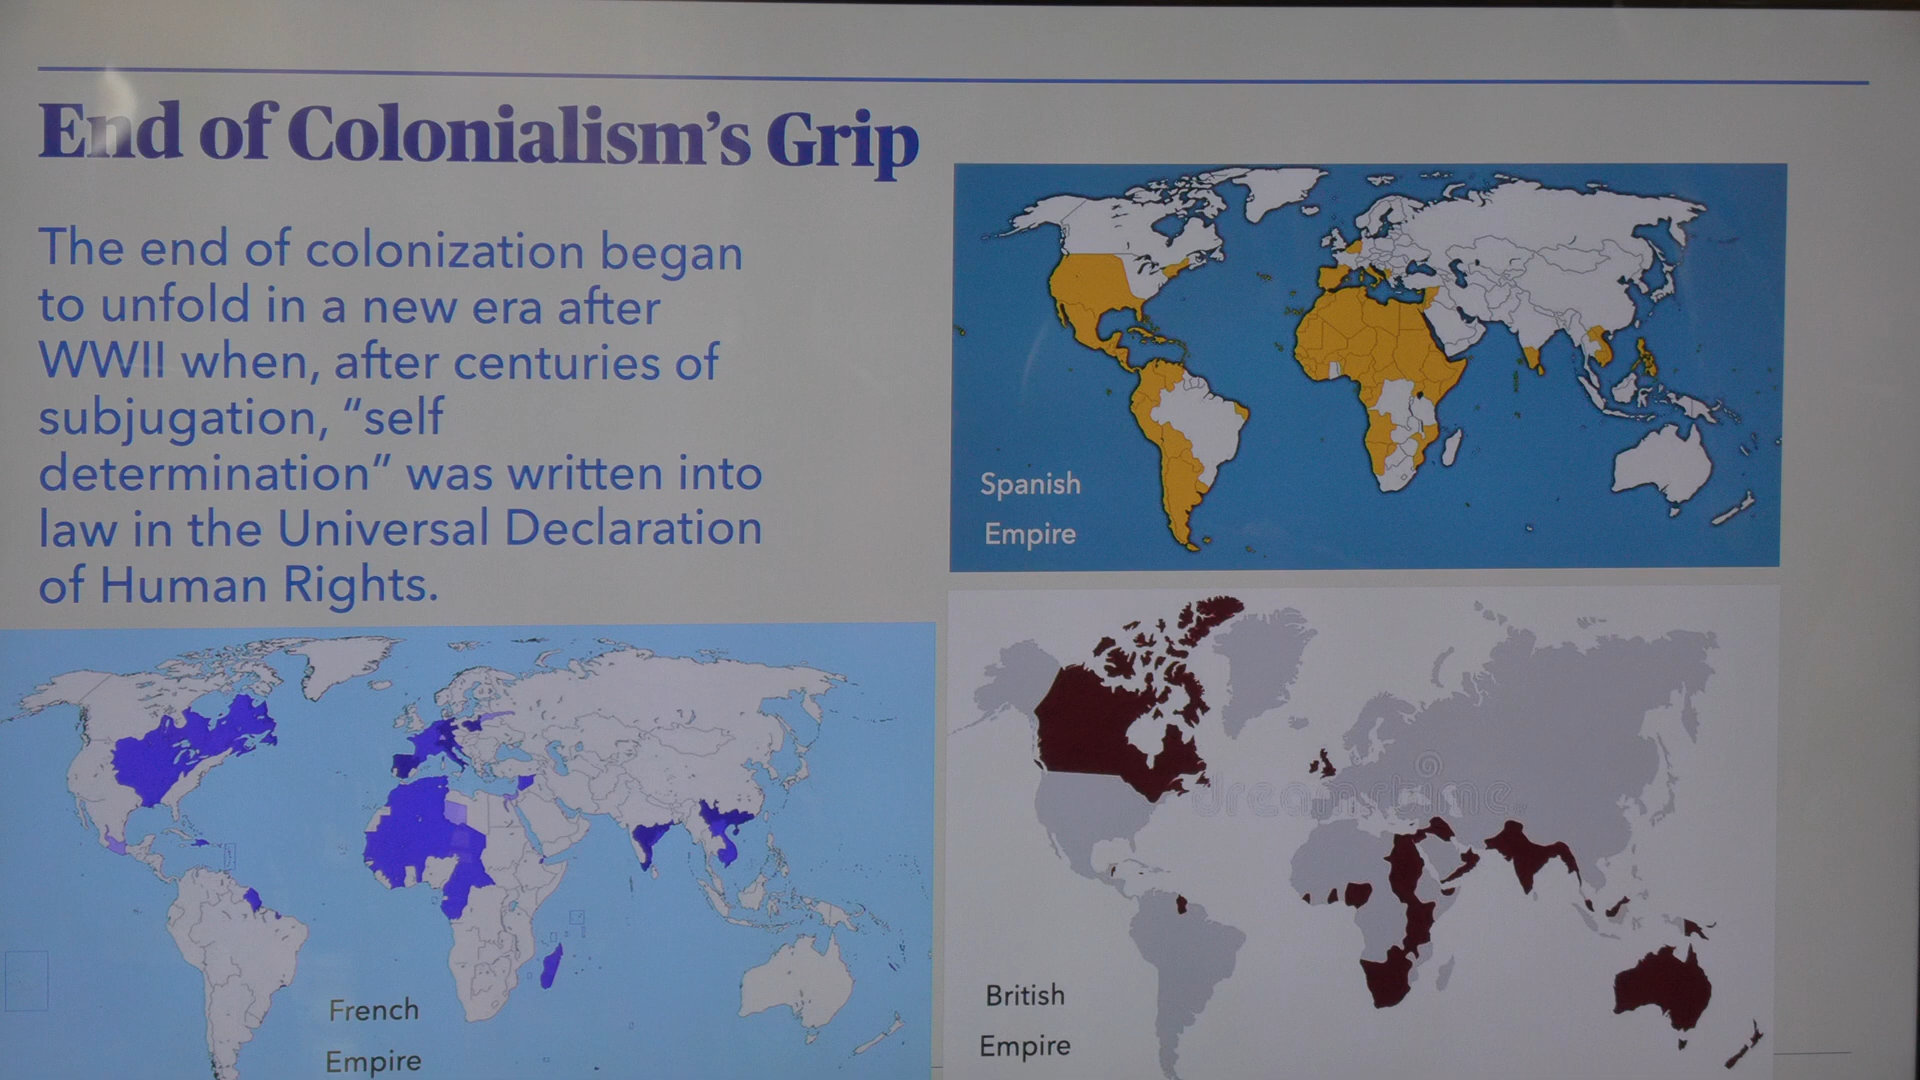 End of Colonialism’s Grip
The end of colonization began
to unfold in a new era after
WWII when, after centuries of
subjugation, “self
determination” was written into
law in the Universal Declaration
of Human Rights.
Spanish
Empire
French
Empire
British
Empire
dreamstime.